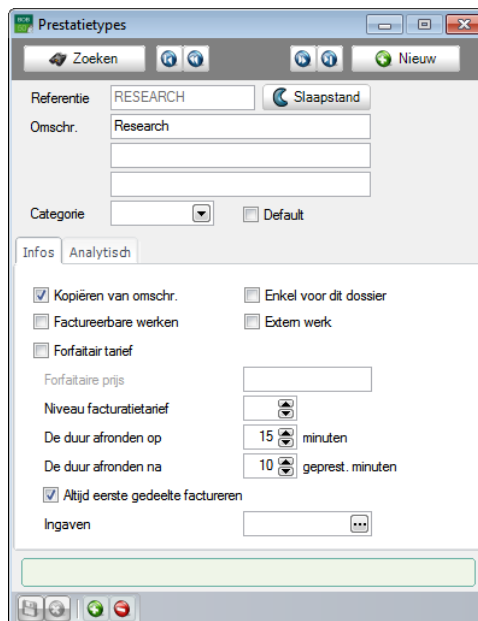 BOB
Prestatietypes
Zoeken
Nieuw
Referentie RESEARCH Slaapstand
Omschr. Research
Categorie Default
Infos Analytisch
Kopiëren van omschr. Enkel voor dit dossier
Factureerbare werken Extern werk
Forfaitair tarief
Forfaitaire prijs
Niveau facturatietarief
De duur afronden op 15 minuten
De duur afronden na 10 geprest. minuten
Altijd eerste gedeelte factureren
Ingaven ...